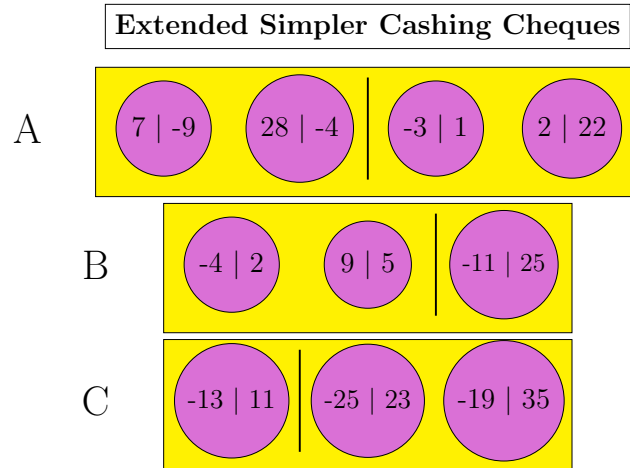 Extended Simpler Cashing Cheques
A 7 | -9 28 | -4 -3 | 1 2 | 22
B -4 | 2 9 | 5 -11 | 25
C -13 | 11 -25 | 23 -19 | 35